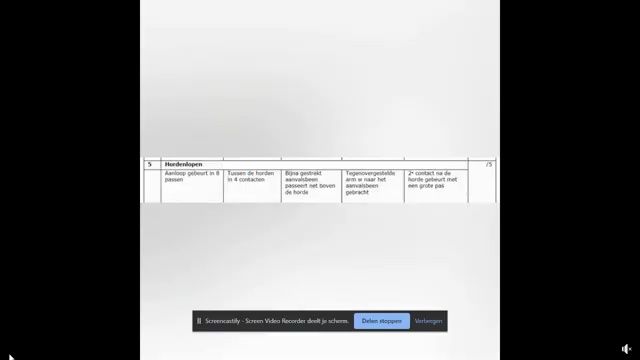 5 Hordenlopen /5
Aanloop gebeurt in 8
passen
Tussen de horden
in 4 contacten
Bijna gestrekt
aanvalsbeen
passeert net boven
de horde
Tegenovergestelde
arm w naar het
aanvalsbeen
gebracht
2e contact na de
horde gebeurt met
een grote pas
Screencastify - Screen Video Recorder deelt je scherm. Delen stoppen Verbergen